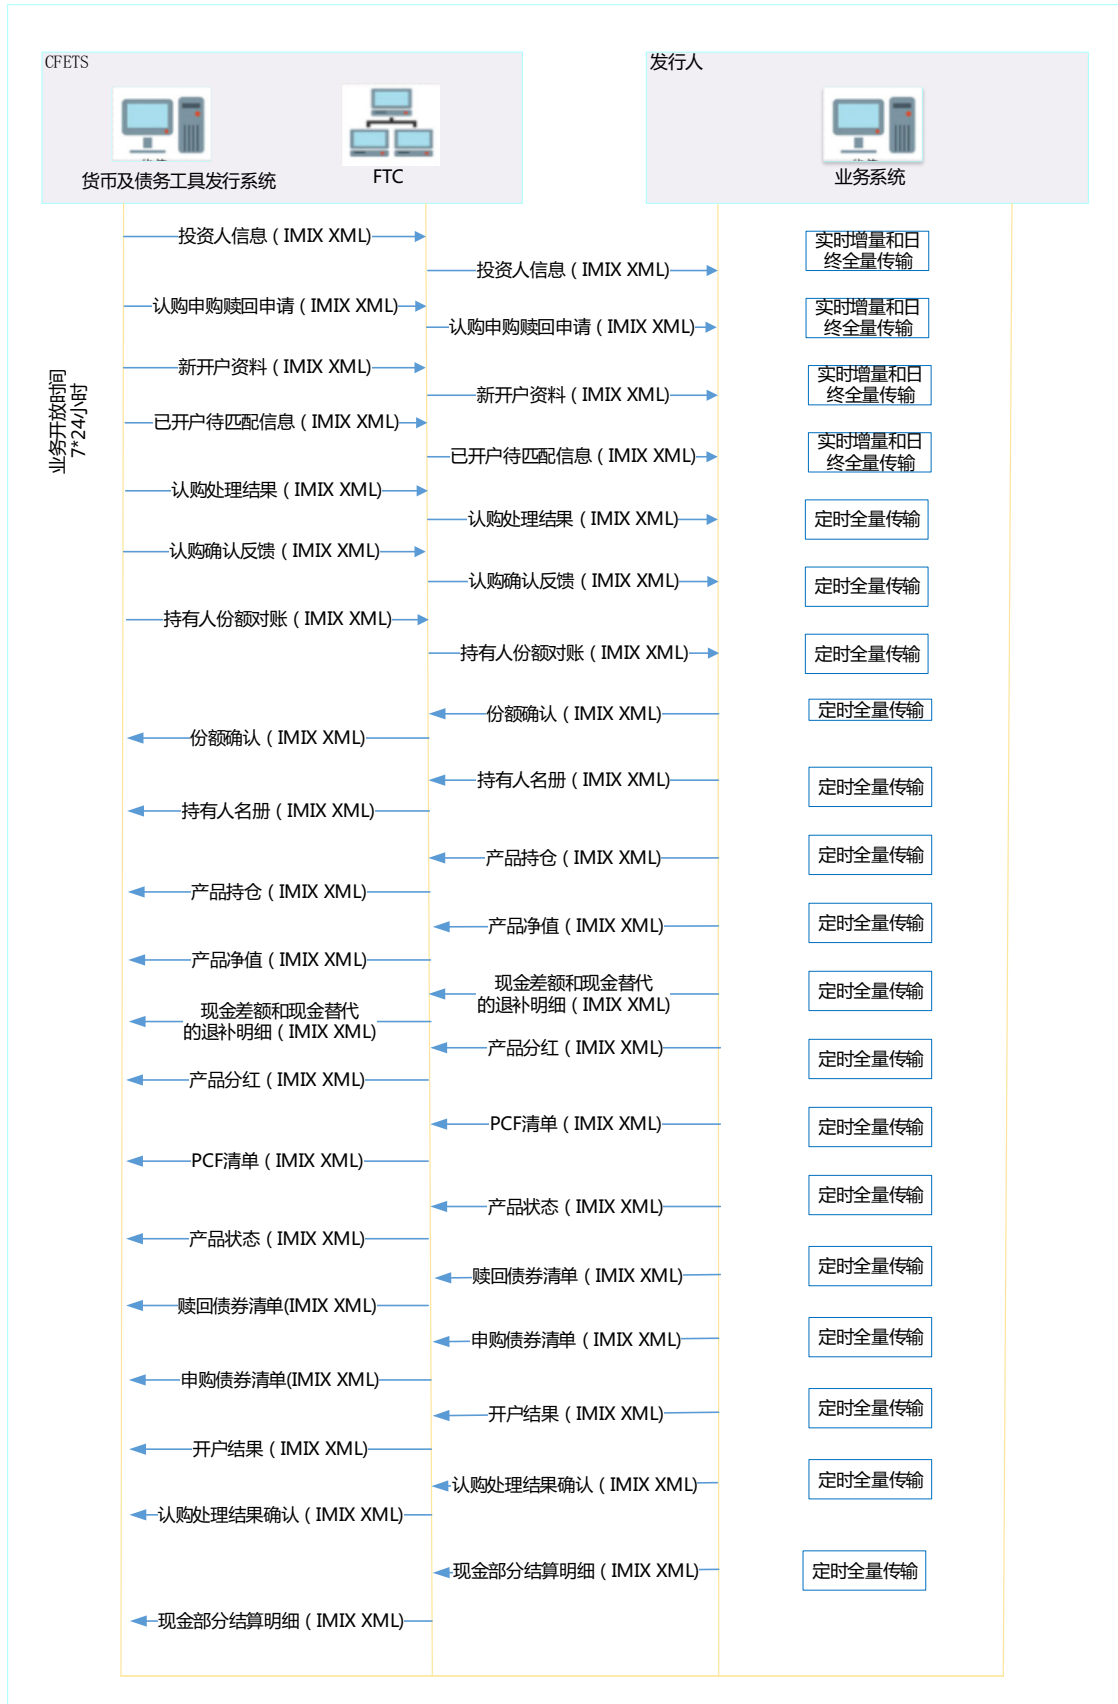 CFETS
发行人
货币及债务工具发行系统
FTC
业务系统
业务开放时间
7*24小时
投资人信息（IMIX XML)
实时增量和日
终全量传输
投资人信息（IMIX XML)
认购申购赎回申请（IMIX XML)
实时增量和日
终全量传输
认购申购赎回申请（IMIX XML)
新开户资料（IMIX XML)
实时增量和日
终全量传输
新开户资料（IMIX XML)
已开户待匹配信息（IMIX XML)
实时增量和日
终全量传输
已开户待匹配信息（IMIX XML)
认购处理结果（IMIX XML)
认购处理结果（IMIX XML)
定时全量传输
认购确认反馈（IMIX XML)
认购确认反馈（IMIX XML)
定时全量传输
持有人份额对账（IMIX XML)
持有人份额对账（IMIX XML)
定时全量传输
份额确认（IMIX XML)
定时全量传输
份额确认（IMIX XML)
持有人名册（IMIX XML)
定时全量传输
持有人名册（IMIX XML)
产品持仓（IMIX XML)
定时全量传输
产品持仓（IMIX XML)
产品净值（IMIX XML)
定时全量传输
产品净值（IMIX XML)
现金差额和现金替代
的退补明细（IMIX XML)
定时全量传输
现金差额和现金替代
的退补明细（IMIX XML)
产品分红（IMIX XML)
定时全量传输
产品分红（IMIX XML)
PCF清单（IMIX XML)
定时全量传输
PCF清单（IMIX XML)
产品状态（IMIX XML)
定时全量传输
产品状态（IMIX XML)
赎回债券清单（IMIX XML)
定时全量传输
赎回债券清单(IMIX XML)
申购债券清单（IMIX XML)
定时全量传输
申购债券清单(IMIX XML)
开户结果（IMIX XML)
定时全量传输
开户结果（IMIX XML)
认购处理结果确认（IMIX XML)
定时全量传输
认购处理结果确认（IMIX XML)
现金部分结算明细（IMIX XML)
定时全量传输
现金部分结算明细（IMIX XML)